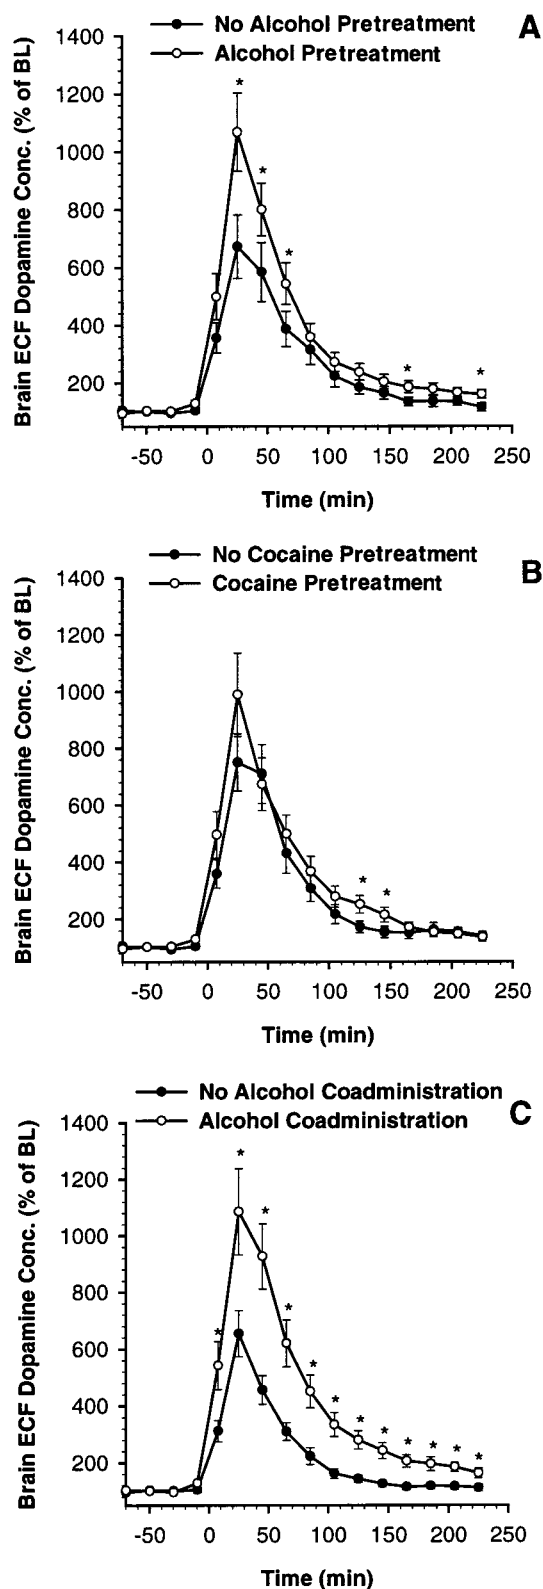 No Alcohol Pretreatment
A
Alcohol Pretreatment
1400
1200
1000
800
600
400
200
Brain ECF Dopamine Conc. (% of BL)
* * * * *
-50 0 50 100 150 200 250
Time (min)
No Cocaine Pretreatment
B
Cocaine Pretreatment
1400
1200
1000
800
600
400
200
Brain ECF Dopamine Conc. (% of BL)
* *
-50 0 50 100 150 200 250
Time (min)
No Alcohol Coadministration
C
Alcohol Coadministration
1400
1200
1000
800
600
400
200
Brain ECF Dopamine Conc. (% of BL)
* * * * * * * * * * * *
-50 0 50 100 150 200 250
Time (min)